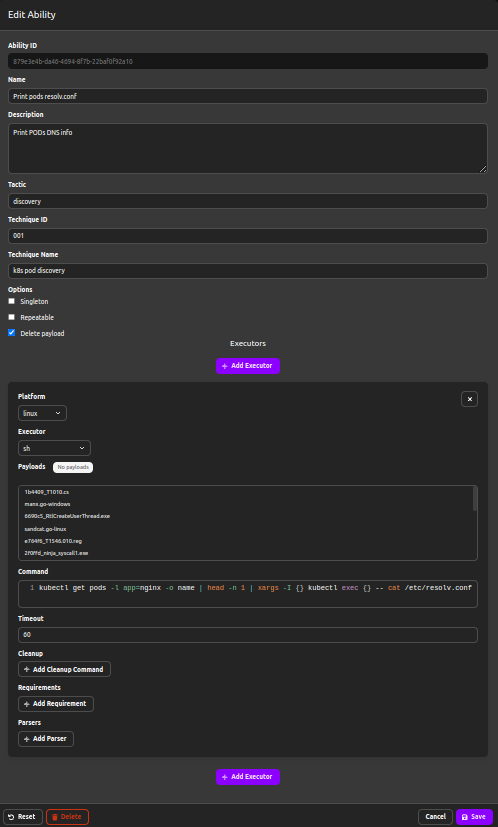 Edit Ability
Ability ID
879e3e4b-da46-4694-8f7b-22baf0f92a10
Name
Print pods resolv.conf
Description
Print PODs DNS info
Tactic
discovery
Technique ID
001
Technique Name
k8s pod discovery
Options
Singleton
Repeatable
Delete payload
Executors
+ Add Executor
Platform
linux
Executor
sh
Payloads No payloads
1b4409_T1010.cs
manx.go-windows
6690c5_RtlCreateUserThread.exe
sandcat.go-linux
e764f6_T1546.010.reg
2f0ffd_ninja_syscall1.exe
Command
1 kubectl get pods -l app=nginx -o name | head -n 1 | xargs -I {} kubectl exec {} -- cat /etc/resolv.conf
Timeout
60
Cleanup
+ Add Cleanup Command
Requirements
+ Add Requirement
Parsers
+ Add Parser
+ Add Executor
Reset Delete Cancel Save